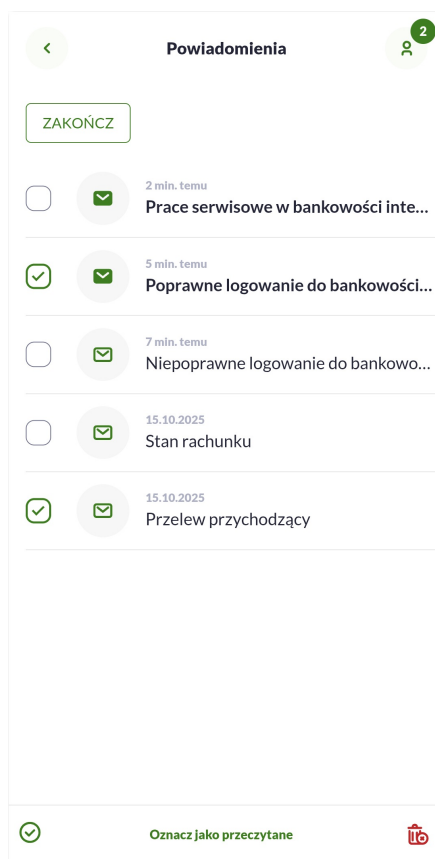 Powiadomienia
2
ZAKOŃCZ
2 min. temu
Prace serwisowe w bankowości inte...
5 min. temu
Poprawne logowanie do bankowości...
7 min. temu
Niepoprawne logowanie do bankowo...
15.10.2025
Stan rachunku
15.10.2025
Przelew przychodzący
Oznacz jako przeczytane